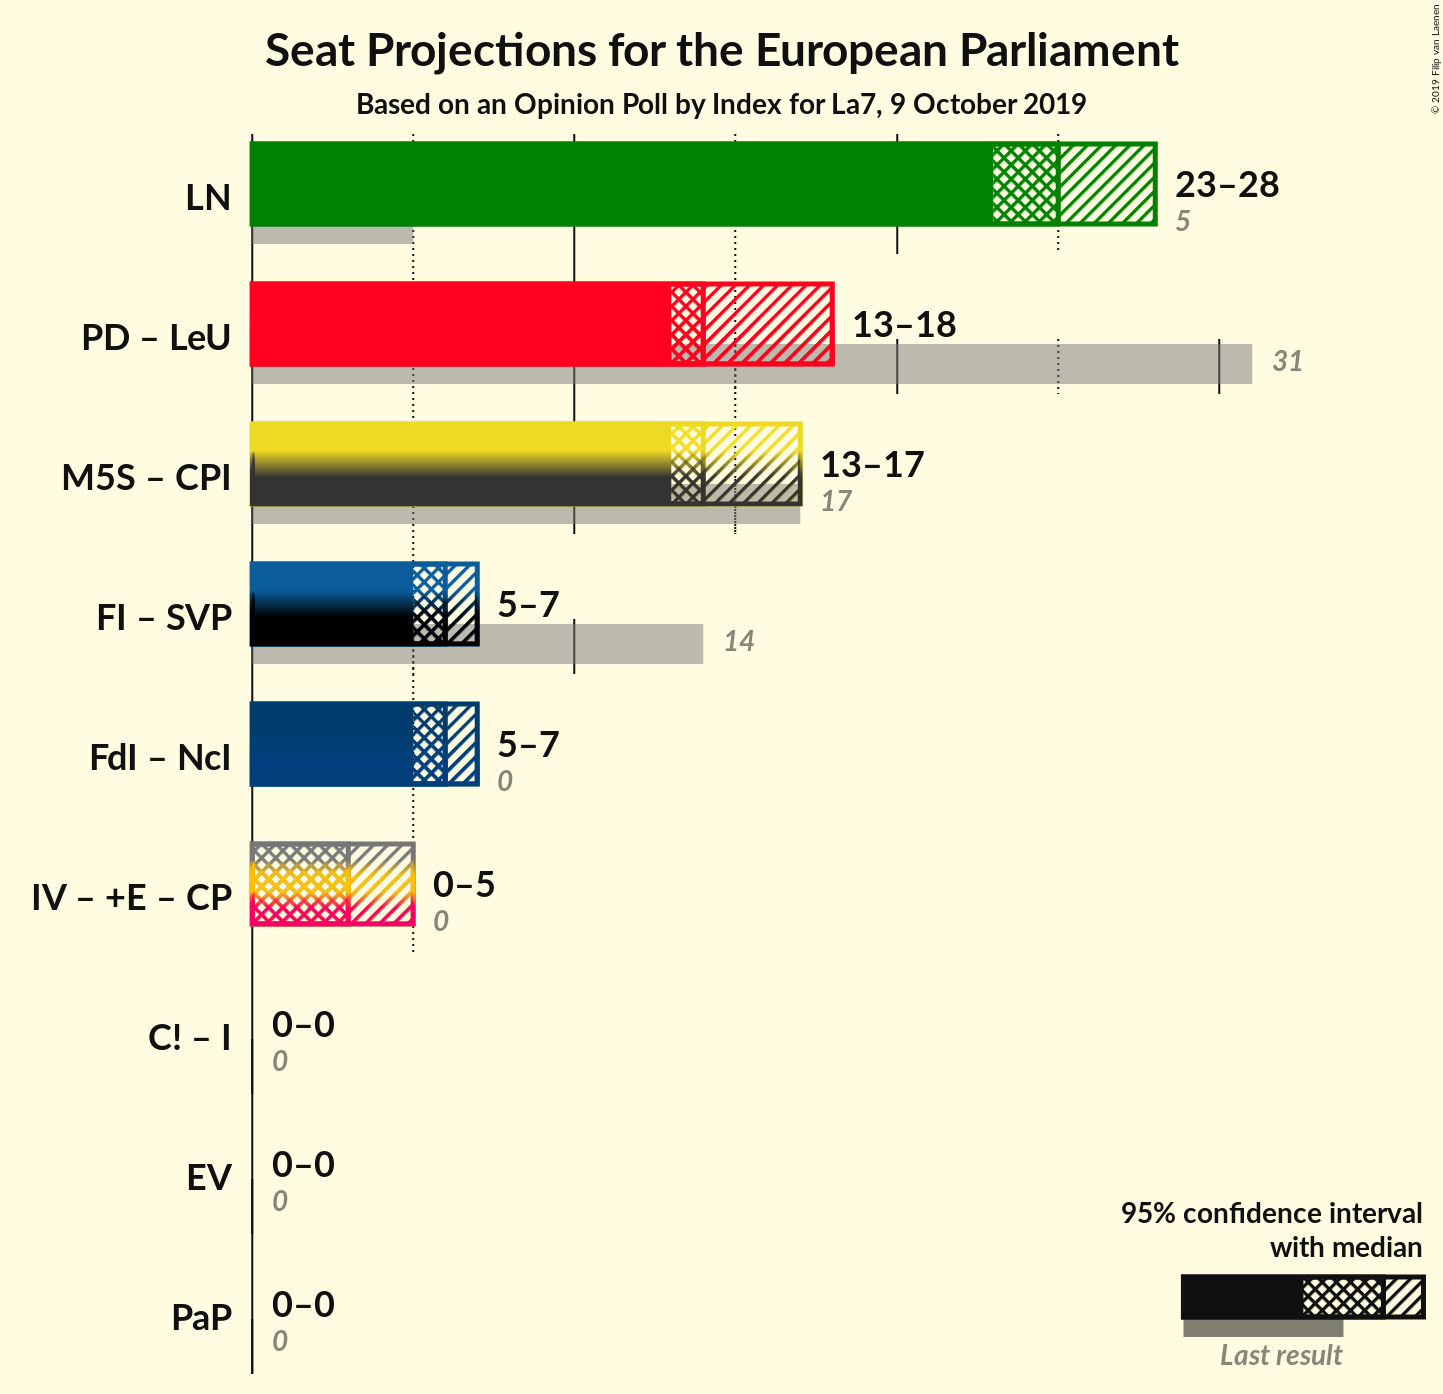 Seat Projections for the European Parliament
Based on an Opinion Poll by Index for La7, 9 October 2019
© 2019 Filip van Laenen
LN
23–28
5
PD – LeU
13–18
31
M5S – CPI
13–17
17
FI – SVP
5–7
14
FdI – NcI
5–7
0
IV – +E – CP
0–5
0
C! – I
0–0
0
EV
0–0
0
PaP
0–0
0
95% confidence interval
with median
Last result